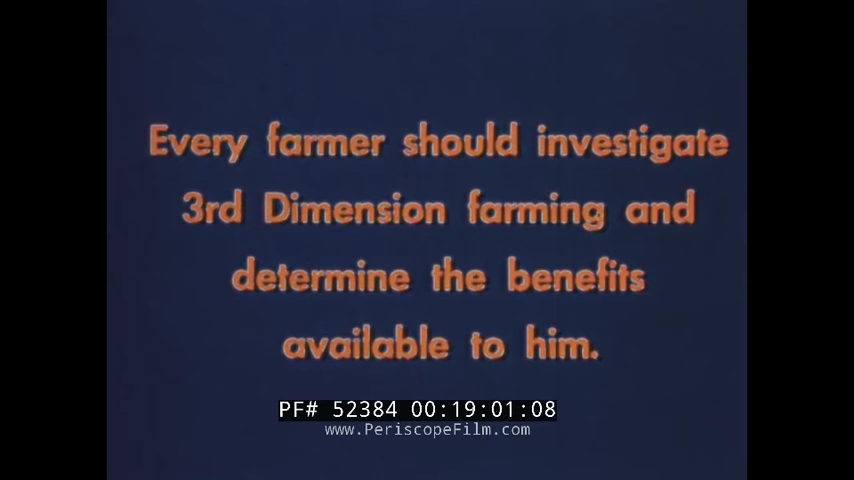 Every farmer should investigate
3rd Dimension farming and
determine the benefits
available to him.
PF# 52384 00:19:01:08
www.PeriscopeFilm.com